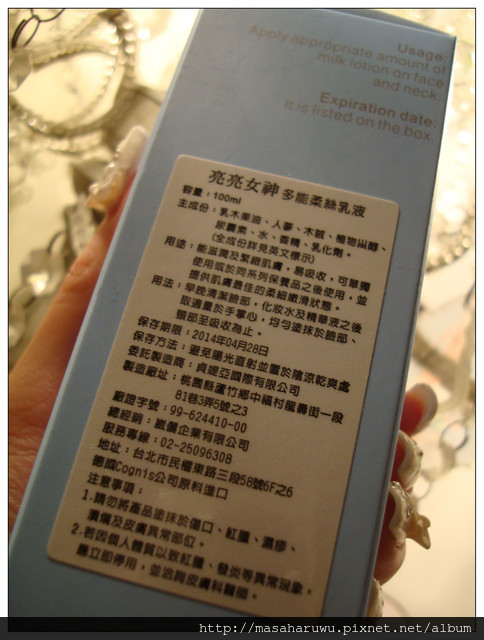 Usage:
Apply appropriate amount of
milk lotion on face
and neck.
Expiration date:
It is listed on the box.
亮亮女神 多能柔絲乳液
容量：100ml
主成份：乳木果油、人蔘、木蝨、植物甾醇、
尿囊素、水、香精、乳化劑。
(全成份詳見英文標示)
用途：能滋潤及緊緻肌膚，易吸收，可單獨
使用或於同系列保養品之後使用，並
提供肌膚最佳的柔細嫩滑狀態。
用法：早晚清潔臉部，化妝水及精華液之後
取適量於手掌心，均勻塗抹於臉部、
頸部至吸收為止。
保存期限：2014年04月28日
保存方法：避免陽光直射並置於陰涼乾爽處
委託製造商：貞媞亞國際有限公司
製造廠址：桃園縣蘆竹鄉中福村龍壽街一段
81巷3弄5號之3
廠證字號：99-624410-00
總經銷：崴儷企業有限公司
服務專線：02-25096308
地址：台北市民權東路三段58號6F之6
德國Cognis公司原料進口
注意事項：
1.請勿將產品塗抹於傷口、紅腫、濕疹、
潰爛及皮膚異常部位。
2.若因個人體質以致紅腫、發炎等異常現象，
應立即停用，並洽詢皮膚科醫師。
http://masaharuwu.pixnet.net/album